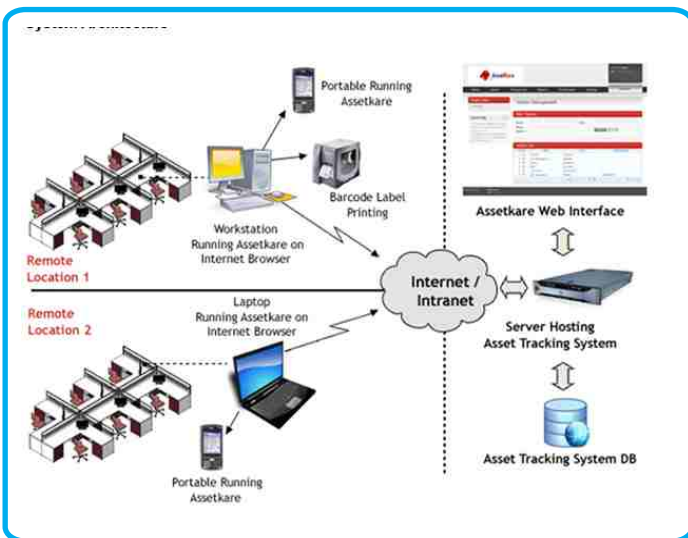 Portable Running
Assetkare
Barcode Label
Printing
Workstation
Running Assetkare on
Internet Browser
Remote
Location 1
Remote
Location 2
Laptop
Running Assetkare on
Internet Browser
Portable Running
Assetkare
Internet /
Intranet
Assetkare Web Interface
Server Hosting
Asset Tracking System
Asset Tracking System DB